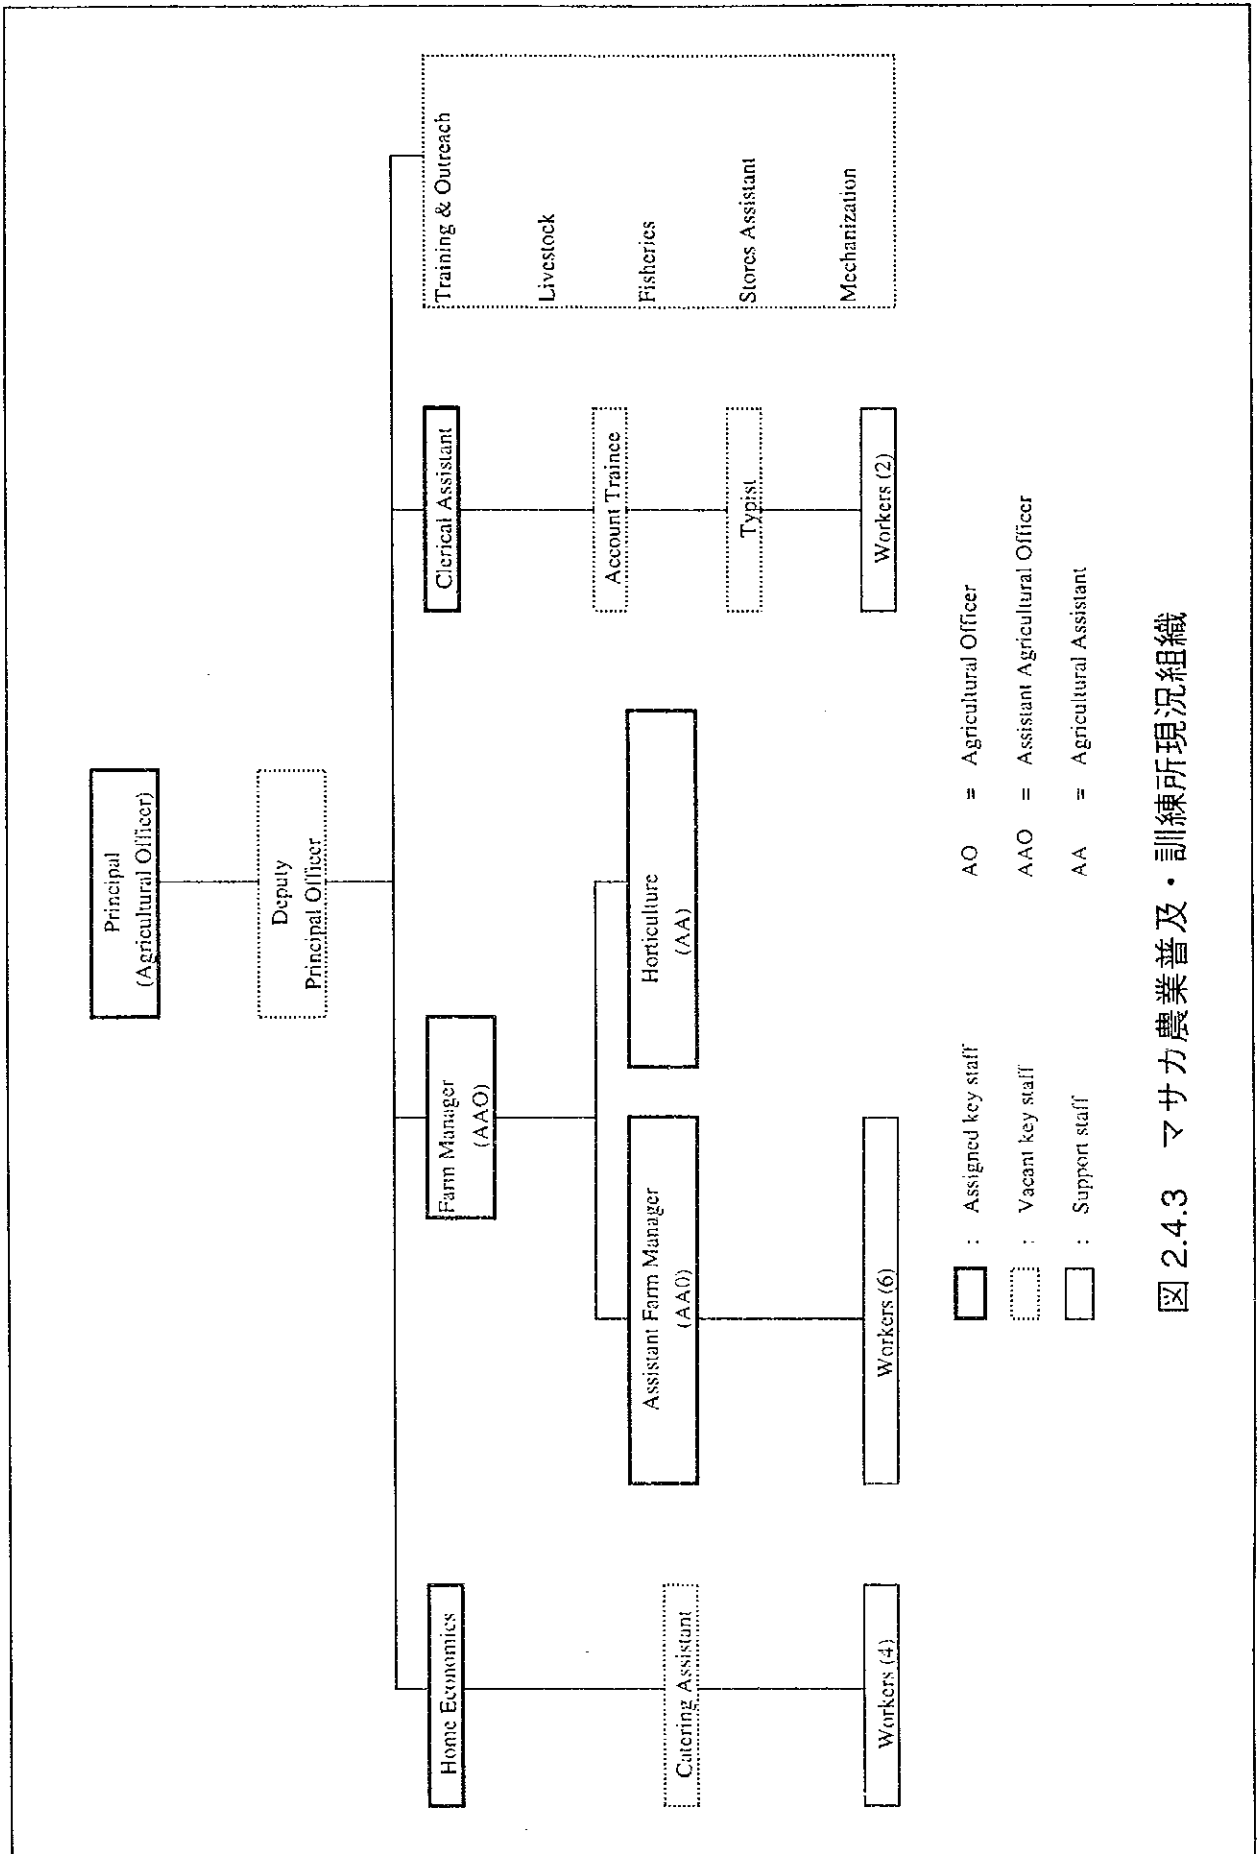 Principal
(Agricultural Officer)
Deputy
Principal Officer
Home Economics
Farm Manager
(AAO)
Clerical Assistant
Training & Outreach
Livestock
Fisheries
Stores Assistant
Mechanization
Catering Assistant
Assistant Farm Manager
(AAO)
Horticulture
(AA)
Account Trainee
Typist
Workers (4)
Workers (6)
Workers (2)
: Assigned key staff
: Vacant key staff
: Support staff
AO = Agricultural Officer
AAO = Assistant Agricultural Officer
AA = Agricultural Assistant
図 2.4.3 マサカ農業普及・訓練所現況組織